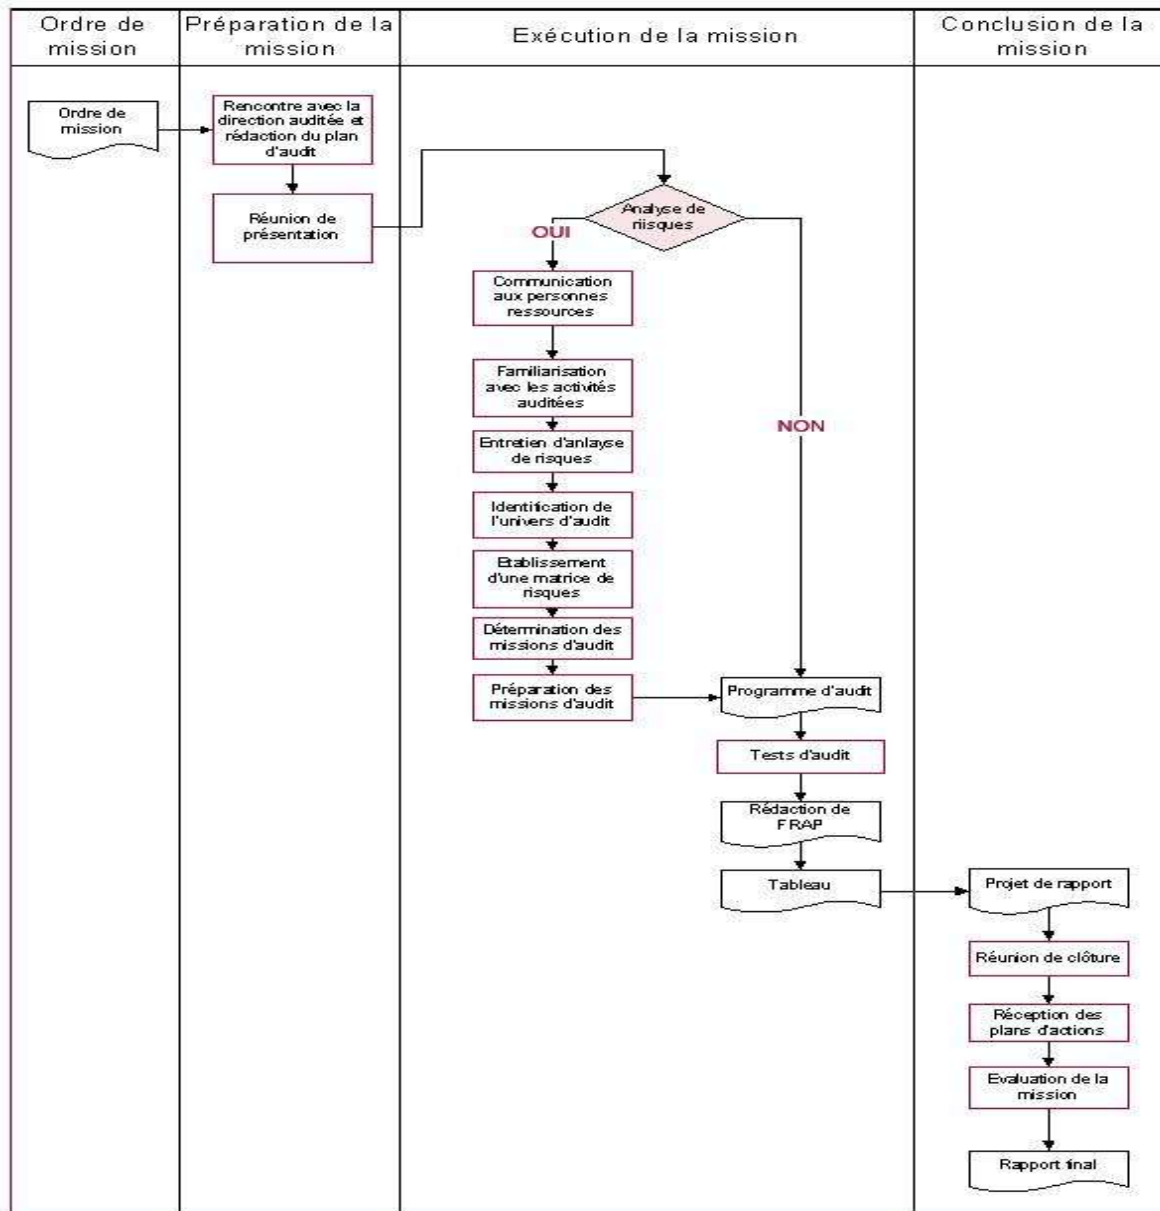 Ordre de
mission
Préparation de la
mission
Exécution de la mission
Conclusion de la
mission
Ordre de
mission
Rencontre avec la
direction auditée et
rédaction du plan
d'audit
Réunion de
présentation
Analyse de
risques
OUI
NON
Communication
aux personnes
ressources
Familiarisation
avec les activités
auditées
Entretien d'anlayse
de risques
Identification de
l'univers d'audit
Etablissement
d'une matrice de
risques
Détermination des
missions d'audit
Préparation des
missions d'audit
Programme d'audit
Tests d'audit
Rédaction de
FRAP
Tableau
Projet de rapport
Réunion de clôture
Réception des
plans d'actions
Evaluation de la
mission
Rapport final